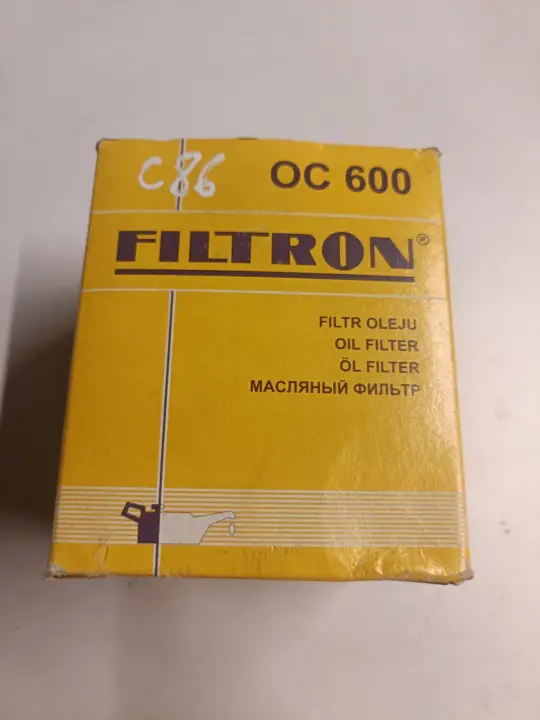 C86 OC 600
FILTRON®
FILTR OLEJU
OIL FILTER
ÖL FILTER
МАСЛЯНЫЙ ФИЛЬТР